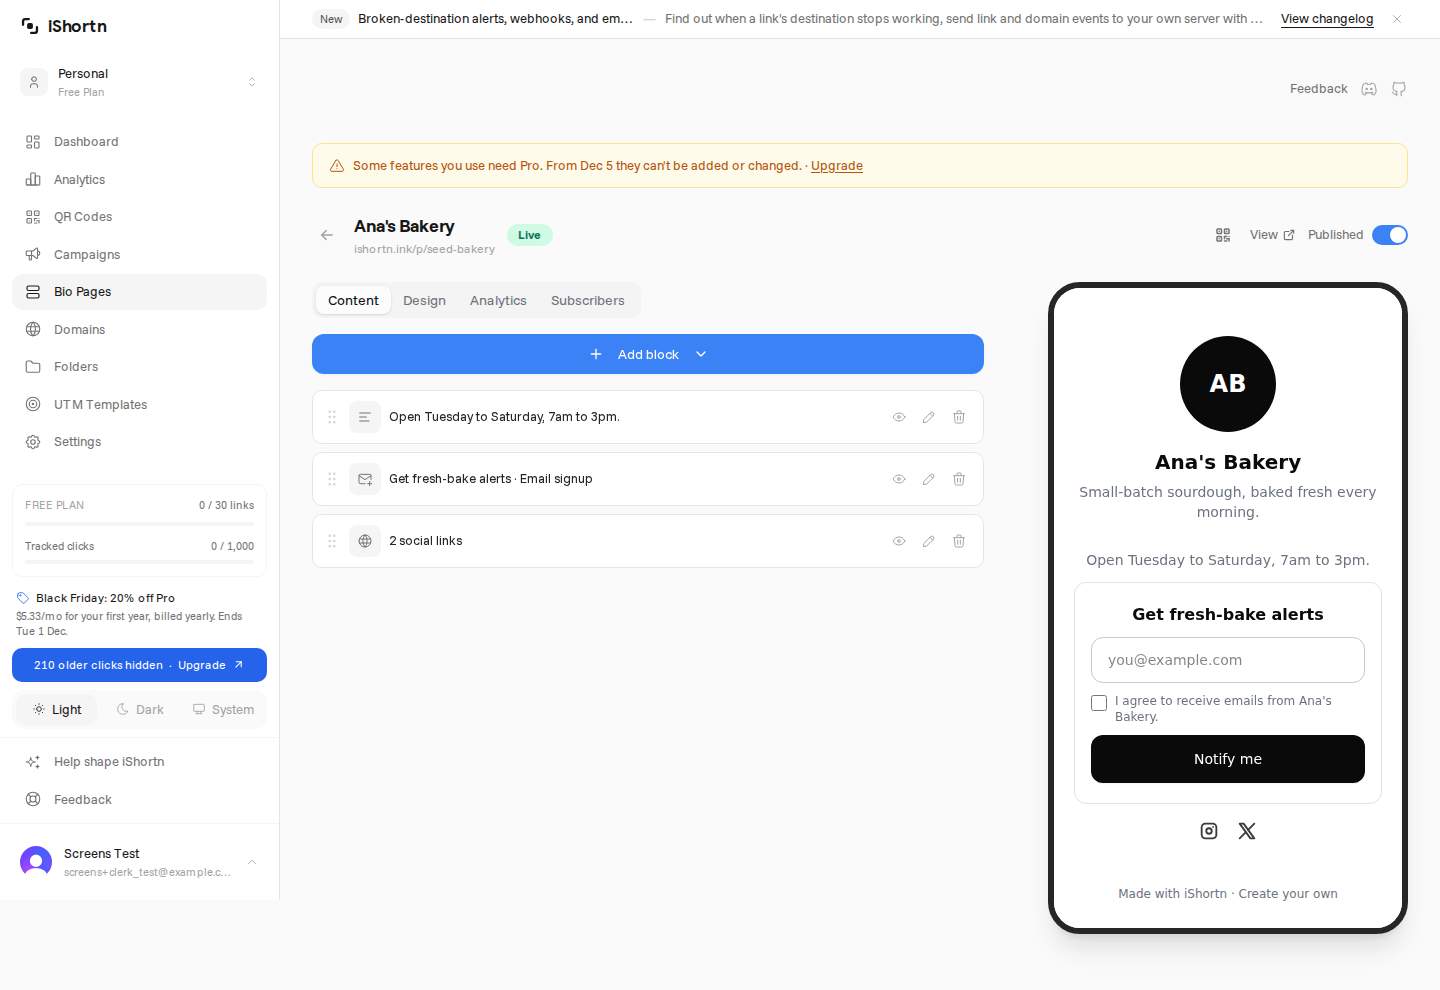 iShortn
Personal
Free Plan
Dashboard
Analytics
QR Codes
Campaigns
Bio Pages
Domains
Folders
UTM Templates
Settings
FREE PLAN 0 / 30 links
Tracked clicks 0 / 1,000
Black Friday: 20% off Pro
$5.33/mo for your first year, billed yearly. Ends
Tue 1 Dec.
210 older clicks hidden · Upgrade
Light Dark System
Help shape iShortn
Feedback
Screens Test
screens+clerk_test@example.c...
New Broken-destination alerts, webhooks, and em... — Find out when a link's destination stops working, send link and domain events to your own server with ... View changelog
Feedback
Some features you use need Pro. From Dec 5 they can't be added or changed. · Upgrade
Ana's Bakery
ishortn.ink/p/seed-bakery
Live
View Published
Content Design Analytics Subscribers
Add block
Open Tuesday to Saturday, 7am to 3pm.
Get fresh-bake alerts · Email signup
2 social links
AB
Ana's Bakery
Small-batch sourdough, baked fresh every
morning.
Open Tuesday to Saturday, 7am to 3pm.
Get fresh-bake alerts
you@example.com
I agree to receive emails from Ana's
Bakery.
Notify me
Made with iShortn · Create your own